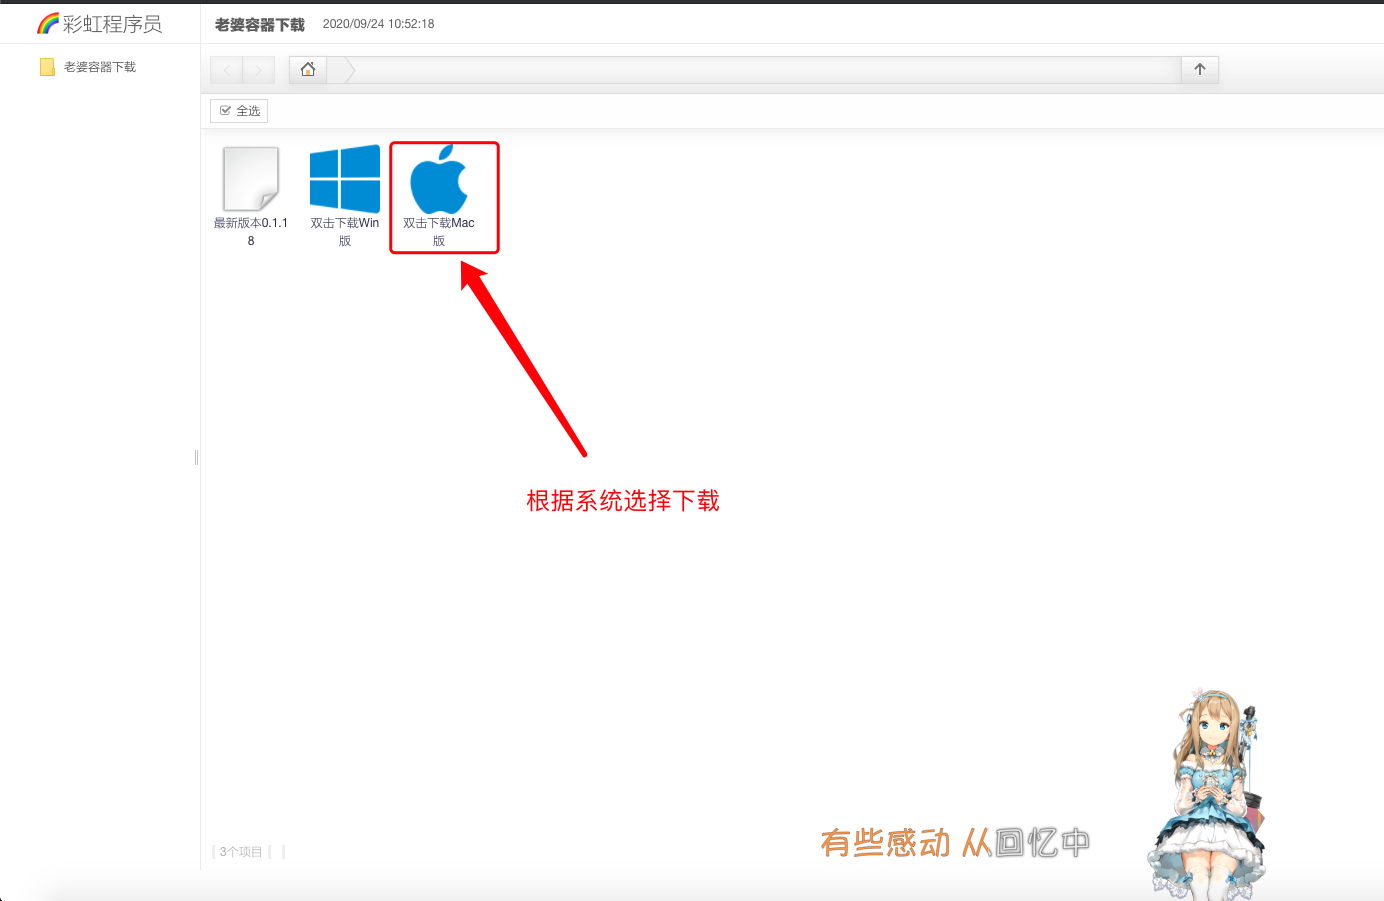 彩虹程序员
老婆容器下载
2020/09/24 10:52:18
老婆容器下载
全选
最新版本0.1.1
8
双击下载Win
版
双击下载Mac
版
根据系统选择下载
有些感动 从回忆中
3个项目